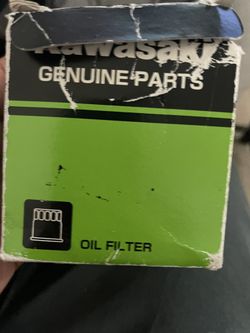 Kawasaki
GENUINE PARTS
OIL FILTER